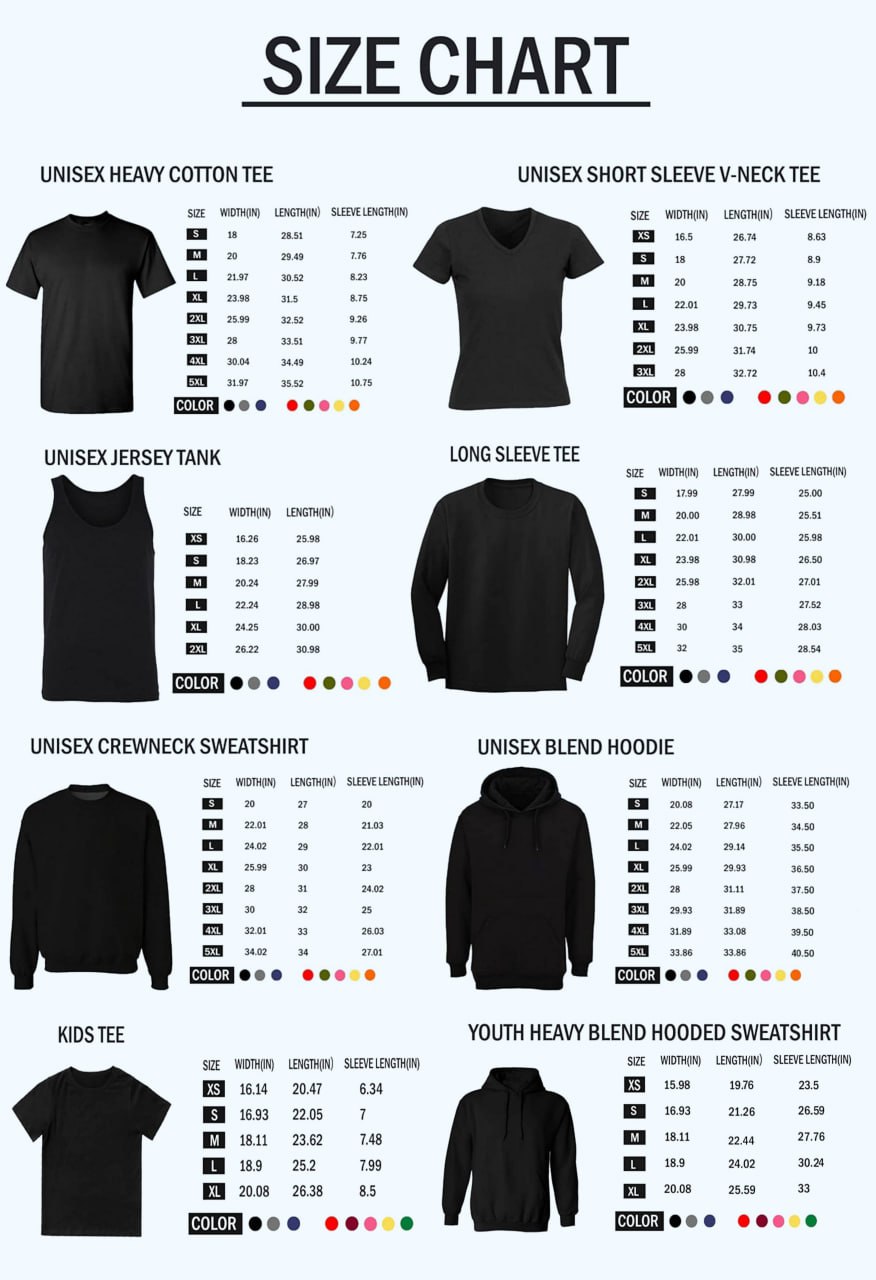 SIZE CHART
UNISEX HEAVY COTTON TEE
SIZE WIDTH(IN) LENGTH(IN) SLEEVE LENGTH(IN)
S 18 28.51 7.25
M 20 29.49 7.76
L 21.97 30.52 8.23
XL 23.98 31.5 8.75
2XL 25.99 32.52 9.26
3XL 28 33.51 9.77
4XL 30.04 34.49 10.24
5XL 31.97 35.52 10.75
COLOR
UNISEX SHORT SLEEVE V-NECK TEE
SIZE WIDTH(IN) LENGTH(IN) SLEEVE LENGTH(IN)
XS 16.5 26.74 8.63
S 18 27.72 8.9
M 20 28.75 9.18
L 22.01 29.73 9.45
XL 23.98 30.75 9.73
2XL 25.99 31.74 10
3XL 28 32.72 10.4
COLOR
UNISEX JERSEY TANK
SIZE WIDTH(IN) LENGTH(IN)
XS 16.26 25.98
S 18.23 26.97
M 20.24 27.99
L 22.24 28.98
XL 24.25 30.00
2XL 26.22 30.98
COLOR
LONG SLEEVE TEE
SIZE WIDTH(IN) LENGTH(IN) SLEEVE LENGTH(IN)
S 17.99 27.99 25.00
M 20.00 28.98 25.51
L 22.01 30.00 25.98
XL 23.98 30.98 26.50
2XL 25.98 32.01 27.01
3XL 28 33 27.52
4XL 30 34 28.03
5XL 32 35 28.54
COLOR
UNISEX CREWNECK SWEATSHIRT
SIZE WIDTH(IN) LENGTH(IN) SLEEVE LENGTH(IN)
S 20 27 20
M 22.01 28 21.03
L 24.02 29 22.01
XL 25.99 30 23
2XL 28 31 24.02
3XL 30 32 25
4XL 32.01 33 26.03
5XL 34.02 34 27.01
COLOR
UNISEX BLEND HOODIE
SIZE WIDTH(IN) LENGTH(IN) SLEEVE LENGTH(IN)
S 20.08 27.17 33.50
M 22.05 27.96 34.50
L 24.02 29.14 35.50
XL 25.99 29.93 36.50
2XL 28 31.11 37.50
3XL 29.93 31.89 38.50
4XL 31.89 33.08 39.50
5XL 33.86 33.86 40.50
COLOR
KIDS TEE
SIZE WIDTH(IN) LENGTH(IN) SLEEVE LENGTH(IN)
XS 16.14 20.47 6.34
S 16.93 22.05 7
M 18.11 23.62 7.48
L 18.9 25.2 7.99
XL 20.08 26.38 8.5
COLOR
YOUTH HEAVY BLEND HOODED SWEATSHIRT
SIZE WIDTH(IN) LENGTH(IN) SLEEVE LENGTH(IN)
XS 15.98 19.76 23.5
S 16.93 21.26 26.59
M 18.11 22.44 27.76
L 18.9 24.02 30.24
XL 20.08 25.59 33
COLOR